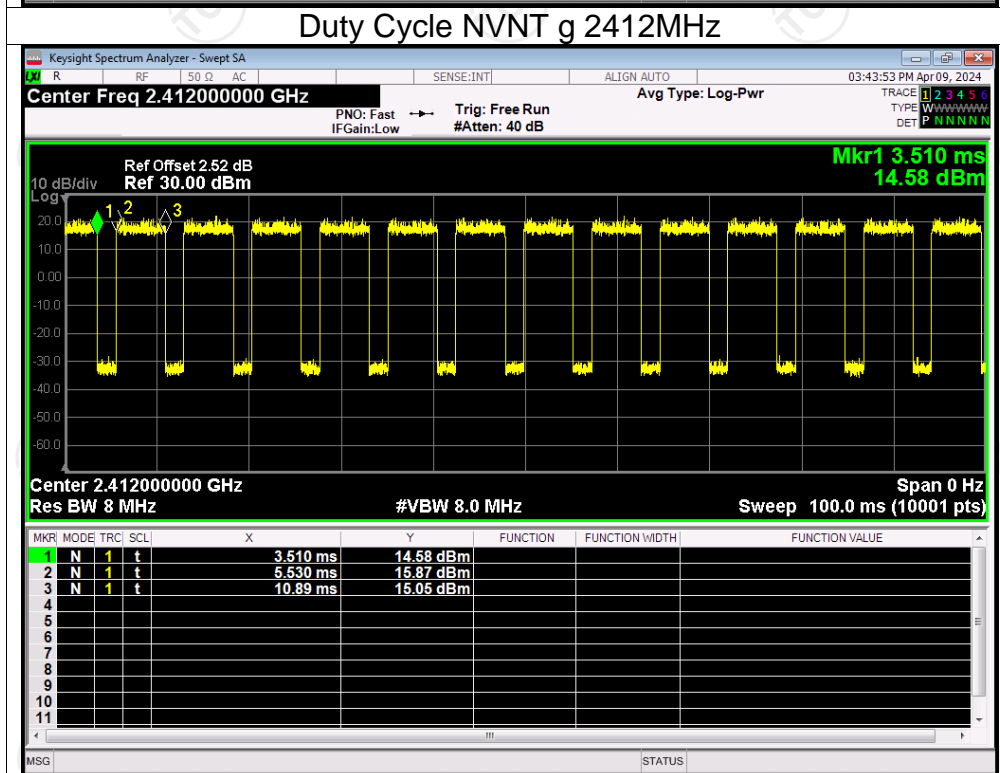 Duty Cycle NVNT g 2412MHz
Keysight Spectrum Analyzer - Swept SA
LXI R RF 50 Ω AC SENSE:INT ALIGN AUTO 03:43:53 PM Apr 09, 2024
Center Freq 2.412000000 GHz Avg Type: Log-Pwr TRACE 1 2 3 4 5 6
PNO: Fast Trig: Free Run TYPE WWWWWW
IFGain:Low #Atten: 40 dB DET P N N N N N
Mkr1 3.510 ms
Ref Offset 2.52 dB
10 dB/div Ref 30.00 dBm 14.58 dBm
Log
1 2 3
20.0
10.0
0.00
-10.0
-20.0
-30.0
-40.0
-50.0
-60.0
Center 2.412000000 GHz Span 0 Hz
Res BW 8 MHz #VBW 8.0 MHz Sweep 100.0 ms (10001 pts)
MKR MODE TRC SCL X Y FUNCTION FUNCTION WIDTH FUNCTION VALUE
1 N 1 t 3.510 ms 14.58 dBm
2 N 1 t 5.530 ms 15.87 dBm
3 N 1 t 10.89 ms 15.05 dBm
4
5
6
7
8
9
10
11
MSG STATUS